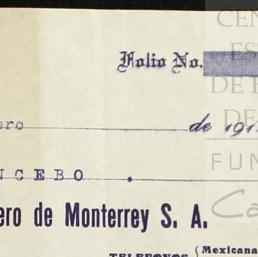 CEN
ES
Folio No.
DE
DE
ero de 191
FUN
NCEBO .
Ca
ero de Monterrey S. A.
TELEFONOS { Mexicana